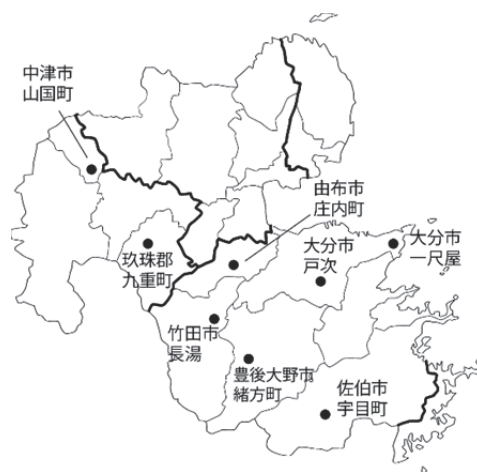 中津市
山国町
由布市
庄内町
大分市
戸次
大分市
一尺屋
玖珠郡
九重町
竹田市
長湯
豊後大野市
緒方町
佐伯市
宇目町